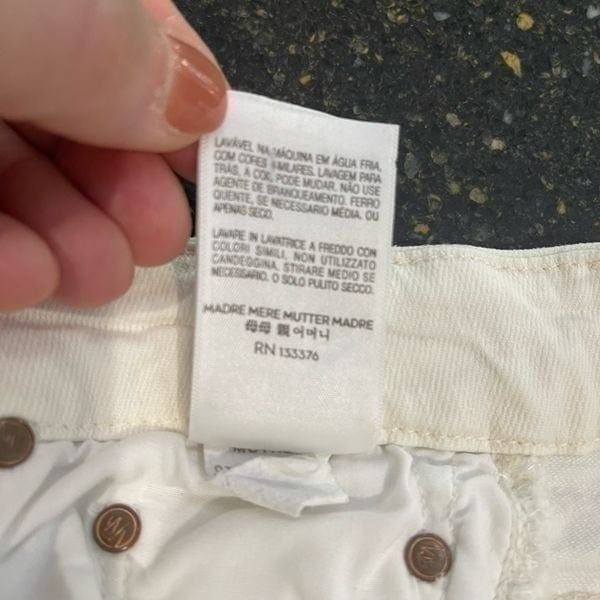 LAVÁVEL NA MÁQUINA EM ÁGUA FRIA,
COM CORES SIMILARES. LAVAGEM PARA
TRÁS, A COR, PODE MUDAR. NÃO USE
AGENTE DE BRANQUEAMENTO. FERRO
QUENTE, SE NECESSARIO MÉDIA. OU
APENAS SECO.
LAVARE IN LAVATRICE A FREDDO CON
COLORI SIMILI, NON UTILIZZATO
CANDEGGINA. STIRARE MEDIO SE
NECESSARIO. O SOLO PULITO SECCO.
MADRE MERE MUTTER MADRE
母母 親 어머니
RN 133376